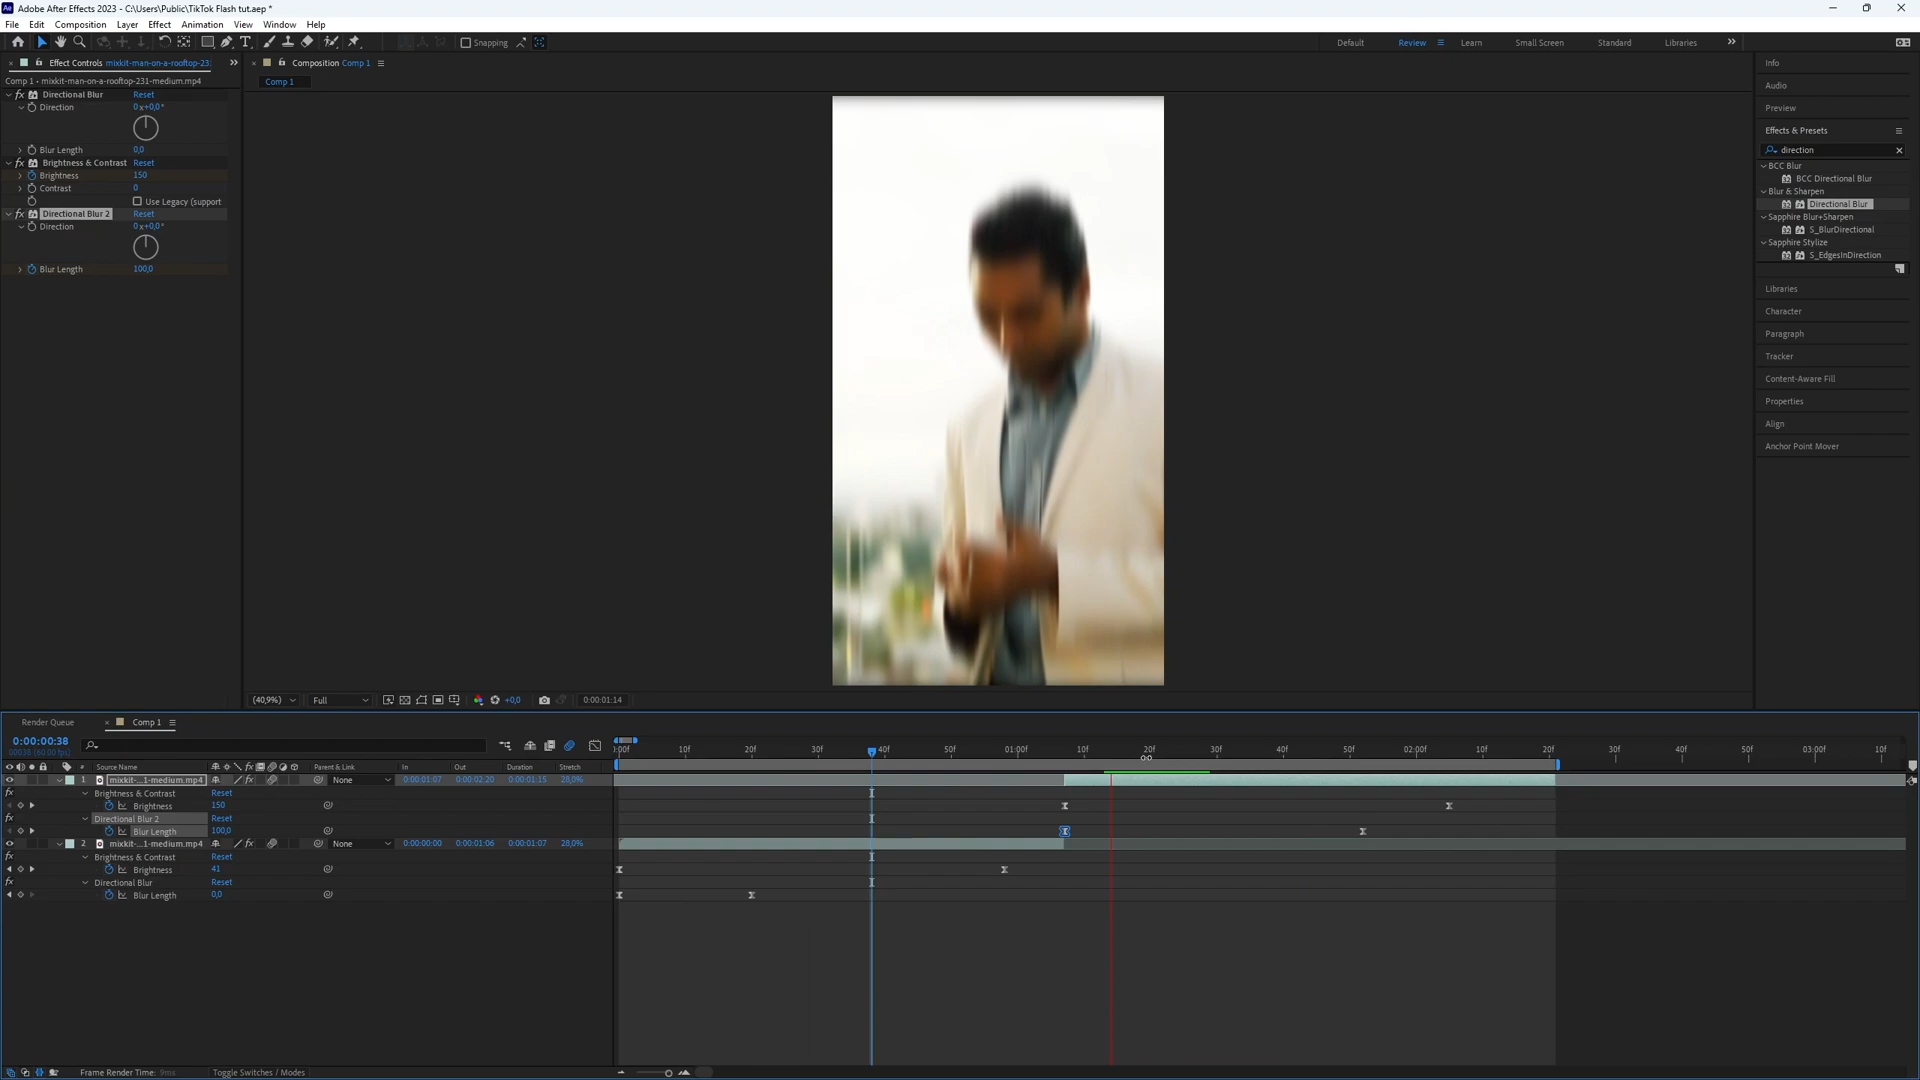 Adobe After Effects 2023 - C:\Users\Public\TikTok Flash tut.aep *
File Edit Composition Layer Effect Animation View Window Help
Snapping
Default Review Learn Small Screen Standard Libraries
Effect Controls mixkit-man-on-a-rooftop-23
Comp 1 • mixkit-man-on-a-rooftop-231-medium.mp4
fx Directional Blur Reset
Direction 0x+0,0°
Blur Length 0,0
fx Brightness & Contrast Reset
Brightness 150
Contrast 0
Use Legacy (support
fx Directional Blur 2 Reset
Direction 0x+0,0°
Blur Length 100,0
Composition Comp 1
Comp 1
(40,9%) Full +0,0 0:00:01:14
Info
Audio
Preview
Effects & Presets
direction
BCC Blur
BCC Directional Blur
Blur & Sharpen
Directional Blur
Sapphire Blur+Sharpen
S_BlurDirectional
Sapphire Stylize
S_EdgesInDirection
Libraries
Character
Paragraph
Tracker
Content-Aware Fill
Properties
Align
Anchor Point Mover
Render Queue Comp 1
0:00:00:38
00038 (60.00 fps)
:00f 10f 20f 30f 40f 50f 01:00f 10f 20f 30f 40f 50f 02:00f 10f 20f 30f 40f 50f 03:00f 10f
# Source Name Parent & Link In Out Duration Stretch
1 mixkit-...1-medium.mp4 None 0:00:01:07 0:00:02:20 0:00:01:15 28,0%
fx Brightness & Contrast Reset
Brightness 150
fx Directional Blur 2 Reset
Blur Length 100,0
2 mixkit-...1-medium.mp4 None 0:00:00:00 0:00:01:06 0:00:01:07 28,0%
fx Brightness & Contrast Reset
Brightness 41
fx Directional Blur Reset
Blur Length 0,0
Frame Render Time: 9ms Toggle Switches / Modes